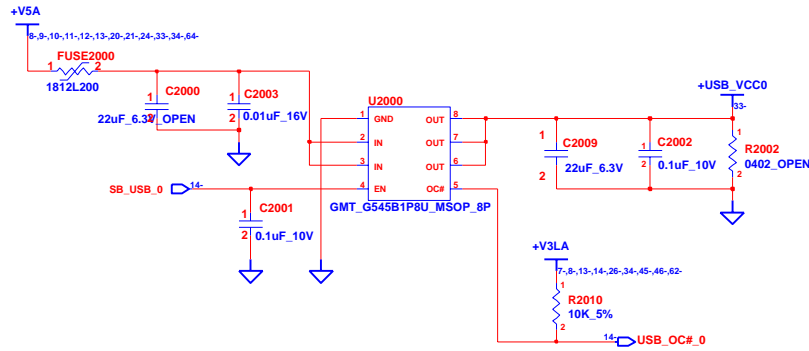 +V5A
8-,9-,10-,11-,12-,13-,20-,21-,24-,33-,34-,64-
FUSE2000
1 2
1812L200
1 C2000
2
22uF_6.3V_OPEN
1 C2003
2 0.01uF_16V
U2000
1 GND OUT 8
2 IN OUT 7
3 IN OUT 6
4 EN OC# 5
GMT_G545B1P8U_MSOP_8P
SB_USB_0 14-
1 C2001
2 0.1uF_10V
+USB_VCC0
33-
1 C2009
2 22uF_6.3V
1 C2002
2 0.1uF_10V
1
R2002
0402_OPEN
2
+V3LA
7-,8-,13-,14-,26-,34-,45-,46-,62-
1
R2010
10K_5%
2
14- USB_OC#_0